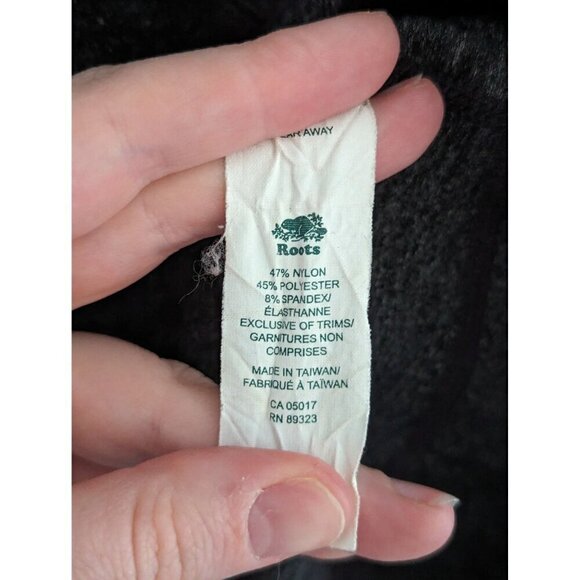 AWAY
Roots
47% NYLON
45% POLYESTER
8% SPANDEX/
ÉLASTHANNE
EXCLUSIVE OF TRIMS/
GARNITURES NON
COMPRISES
MADE IN TAIWAN/
FABRIQUÉ À TAÏWAN
CA 05017
RN 89323